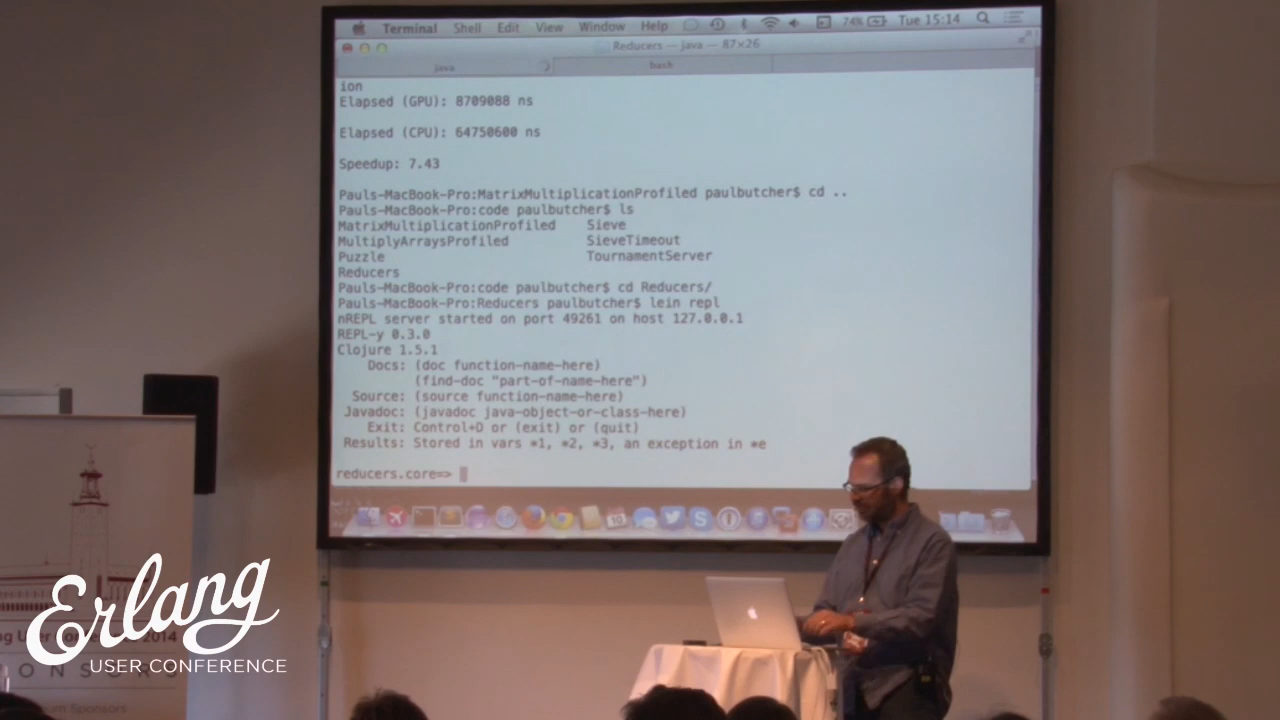 Terminal Shell Edit View Window Help 74% Tue 15:14
Reducers — java — 87×26
java bash
ion
Elapsed (GPU): 8709088 ns
Elapsed (CPU): 64750600 ns
Speedup: 7.43
Pauls-MacBook-Pro:MatrixMultiplicationProfiled paulbutcher$ cd ..
Pauls-MacBook-Pro:code paulbutcher$ ls
MatrixMultiplicationProfiled Sieve
MultiplyArraysProfiled SieveTimeout
Puzzle TournamentServer
Reducers
Pauls-MacBook-Pro:code paulbutcher$ cd Reducers/
Pauls-MacBook-Pro:Reducers paulbutcher$ lein repl
nREPL server started on port 49261 on host 127.0.0.1
REPL-y 0.3.0
Clojure 1.5.1
Docs: (doc function-name-here)
(find-doc "part-of-name-here")
Source: (source function-name-here)
Javadoc: (javadoc java-object-or-class-here)
Exit: Control+D or (exit) or (quit)
Results: Stored in vars *1, *2, *3, an exception in *e
reducers.core=>
Erlang
USER CONFERENCE
2014
Sponsors